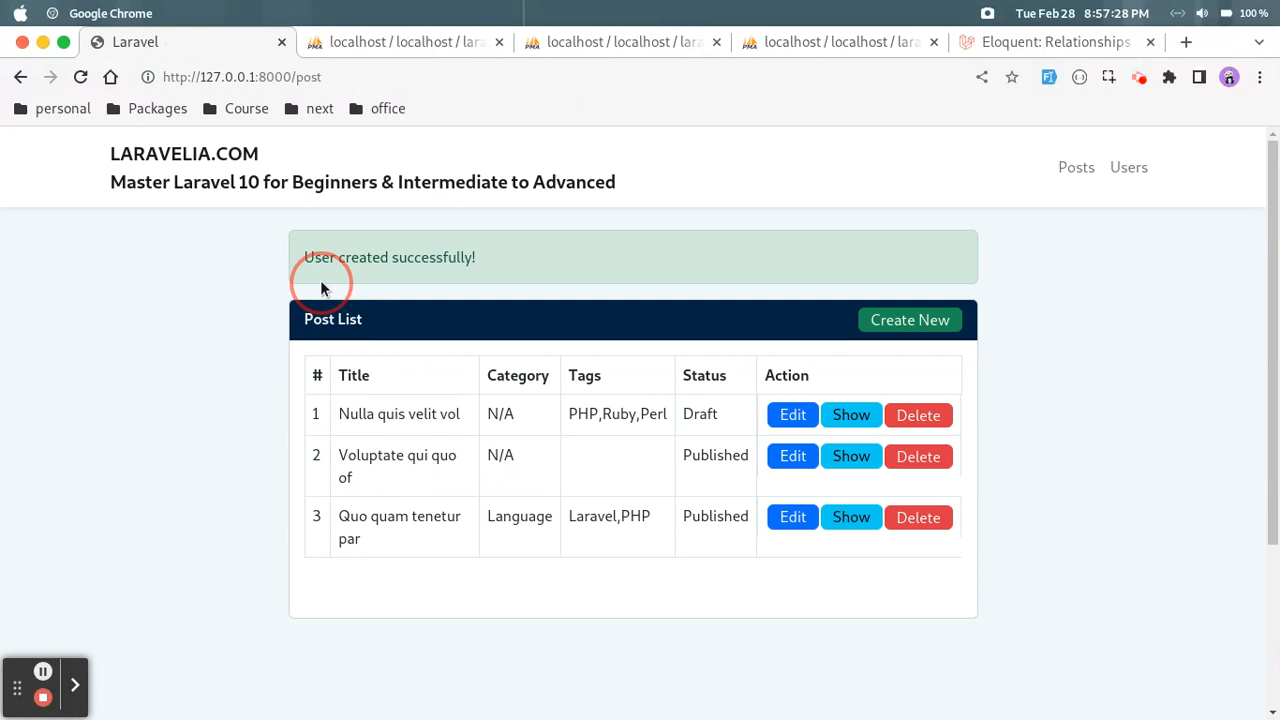 Google Chrome
Tue Feb 28 8:57:28 PM 100 %
Laravel
localhost / localhost / lara
localhost / localhost / lara
localhost / localhost / lara
Eloquent: Relationships
http://127.0.0.1:8000/post
personal Packages Course next office
LARAVELIA.COM
Master Laravel 10 for Beginners & Intermediate to Advanced
Posts Users
User created successfully!
Post List Create New
# Title Category Tags Status Action
1 Nulla quis velit vol N/A PHP,Ruby,Perl Draft Edit Show Delete
2 Voluptate qui quo of N/A Published Edit Show Delete
3 Quo quam tenetur par Language Laravel,PHP Published Edit Show Delete